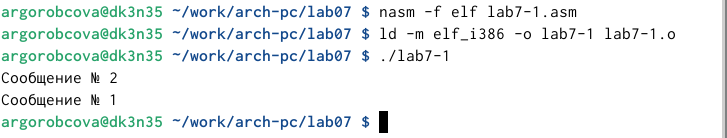 argorobcova@dk3n35 ~/work/arch-pc/lab07 $ nasm -f elf lab7-1.asm
argorobcova@dk3n35 ~/work/arch-pc/lab07 $ ld -m elf_i386 -o lab7-1 lab7-1.o
argorobcova@dk3n35 ~/work/arch-pc/lab07 $ ./lab7-1
Сообщение № 2
Сообщение № 1
argorobcova@dk3n35 ~/work/arch-pc/lab07 $